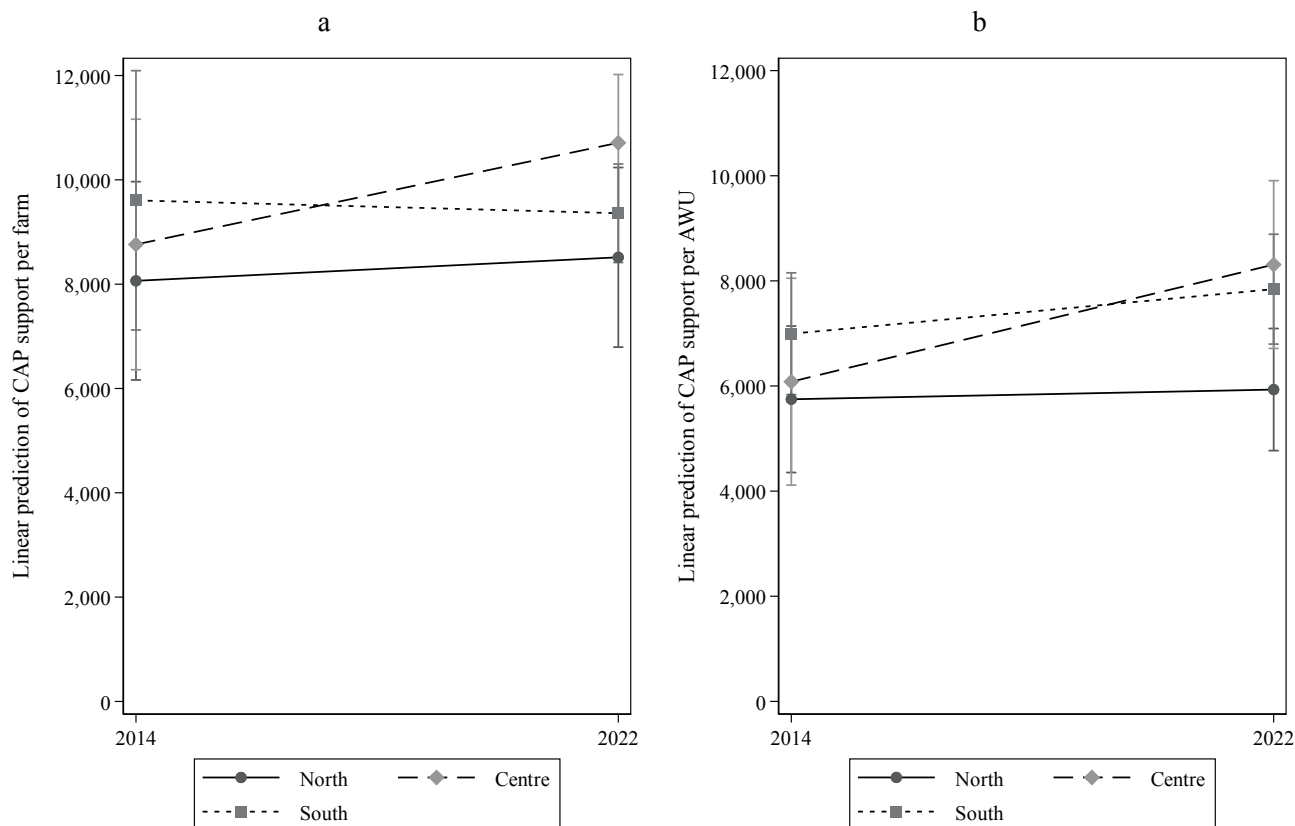 a
Linear prediction of CAP support per farm
12,000
10,000
8,000
6,000
4,000
2,000
0
2014
2022
North
Centre
South
b
Linear prediction of CAP support per AWU
12,000
10,000
8,000
6,000
4,000
2,000
0
2014
2022
North
Centre
South